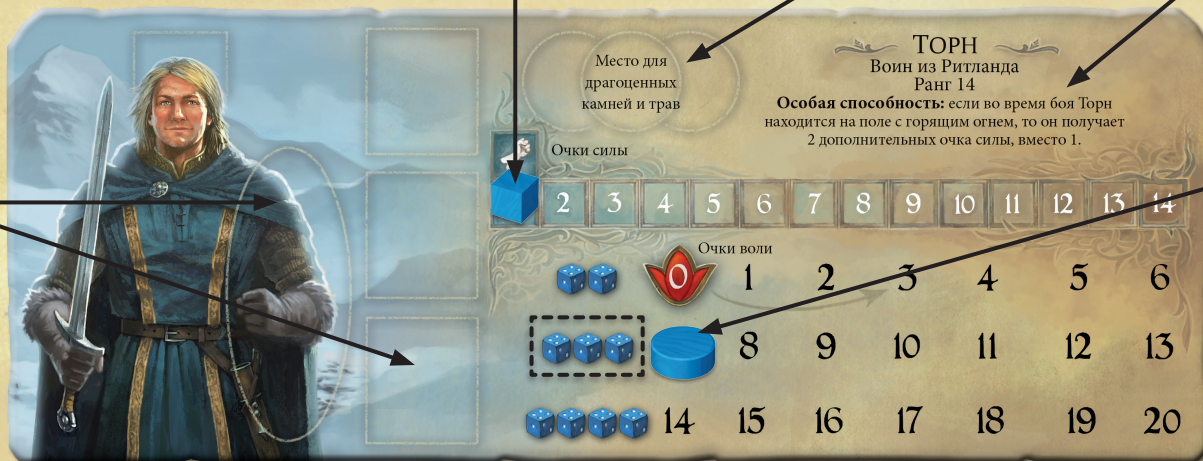 Место для
драгоценных
камней и трав
Торн
Воин из Ритланда
Ранг 14
Особая способность: если во время боя Торн
находится на поле с горящим огнем, то он получает
2 дополнительных очка силы, вместо 1.
Очки силы
2 3 4 5 6 7 8 9 10 11 12 13 14
Очки воли
0 1 2 3 4 5 6
8 9 10 11 12 13
14 15 16 17 18 19 20